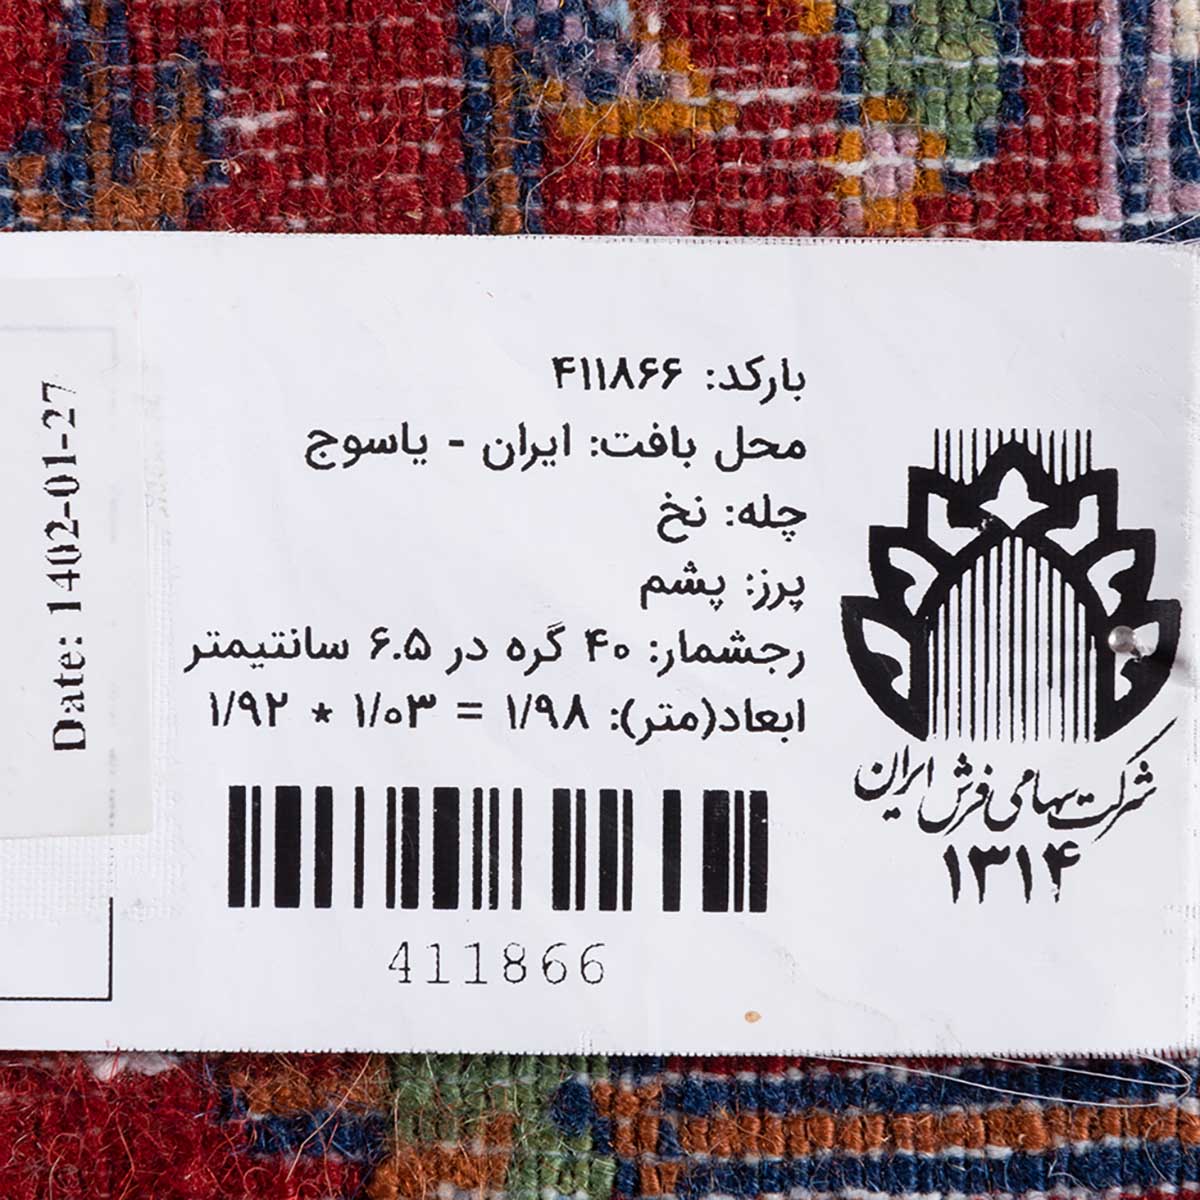 بارکد: ۴۱۱۸۶۶
محل بافت: ایران - یاسوج
چله: نخ
پرز: پشم
رجشمار: ۴۰ گره در ۶.۵ سانتیمتر
ابعاد(متر): ۱/۹۸ = ۱/۰۳ * ۱/۹۲
411866
شرکت سهامی فرش ایران
۱۳۱۴
Date: 1402-01-27